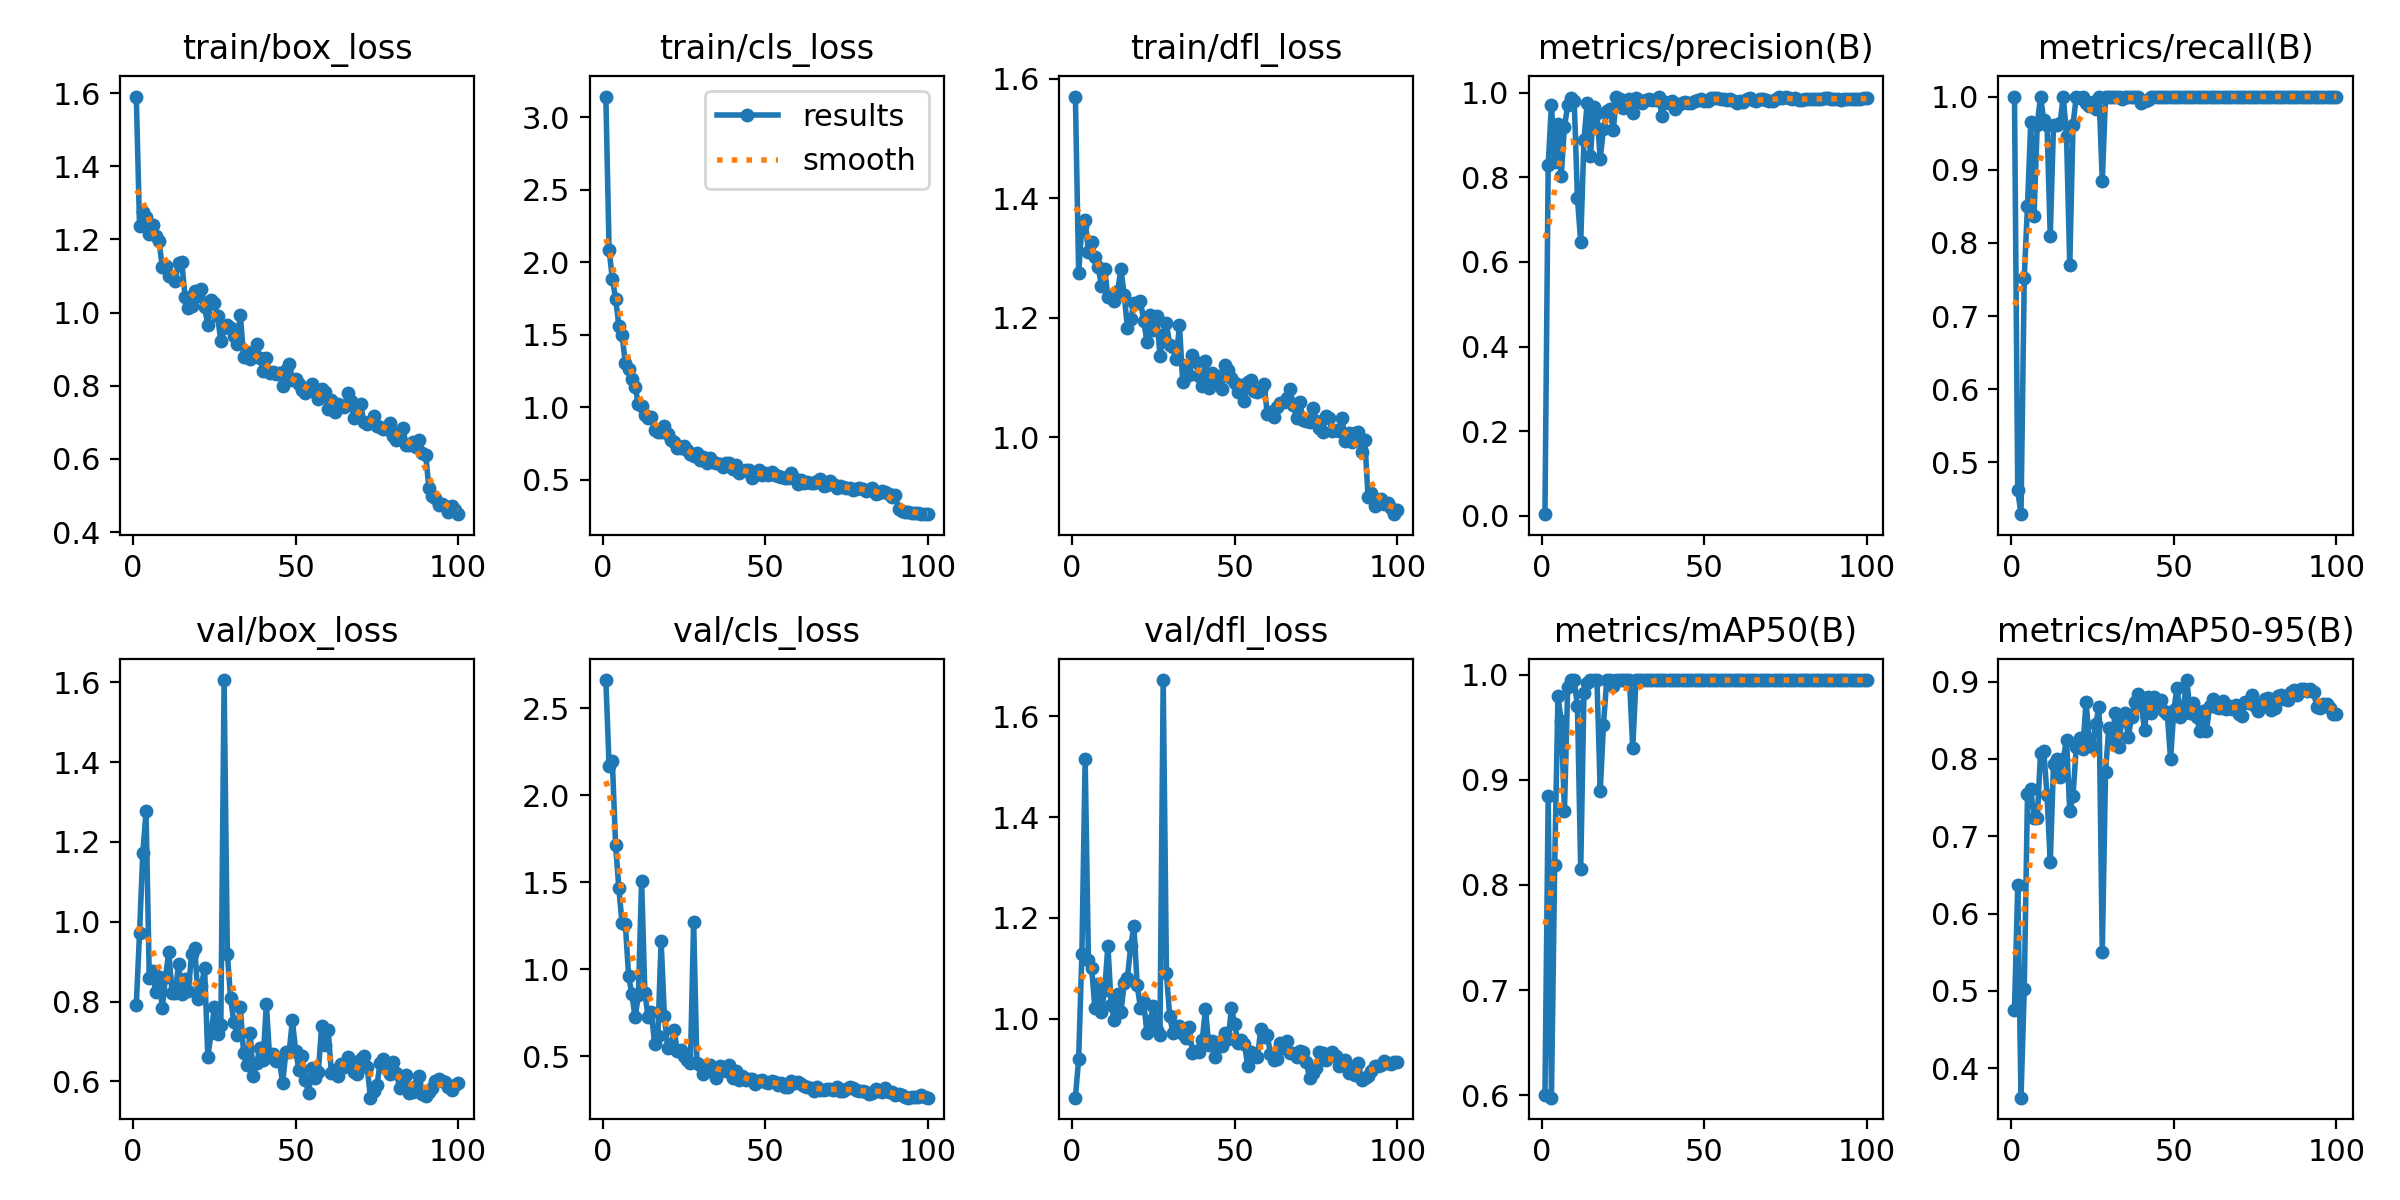 train/box_loss
1.6
1.4
1.2
1.0
0.8
0.6
0.4
0 50 100
train/cls_loss
results
smooth
3.0
2.5
2.0
1.5
1.0
0.5
0 50 100
train/dfl_loss
1.6
1.4
1.2
1.0
0 50 100
metrics/precision(B)
1.0
0.8
0.6
0.4
0.2
0.0
0 50 100
metrics/recall(B)
1.0
0.9
0.8
0.7
0.6
0.5
0 50 100
val/box_loss
1.6
1.4
1.2
1.0
0.8
0.6
0 50 100
val/cls_loss
2.5
2.0
1.5
1.0
0.5
0 50 100
val/dfl_loss
1.6
1.4
1.2
1.0
0 50 100
metrics/mAP50(B)
1.0
0.9
0.8
0.7
0.6
0 50 100
metrics/mAP50-95(B)
0.9
0.8
0.7
0.6
0.5
0.4
0 50 100